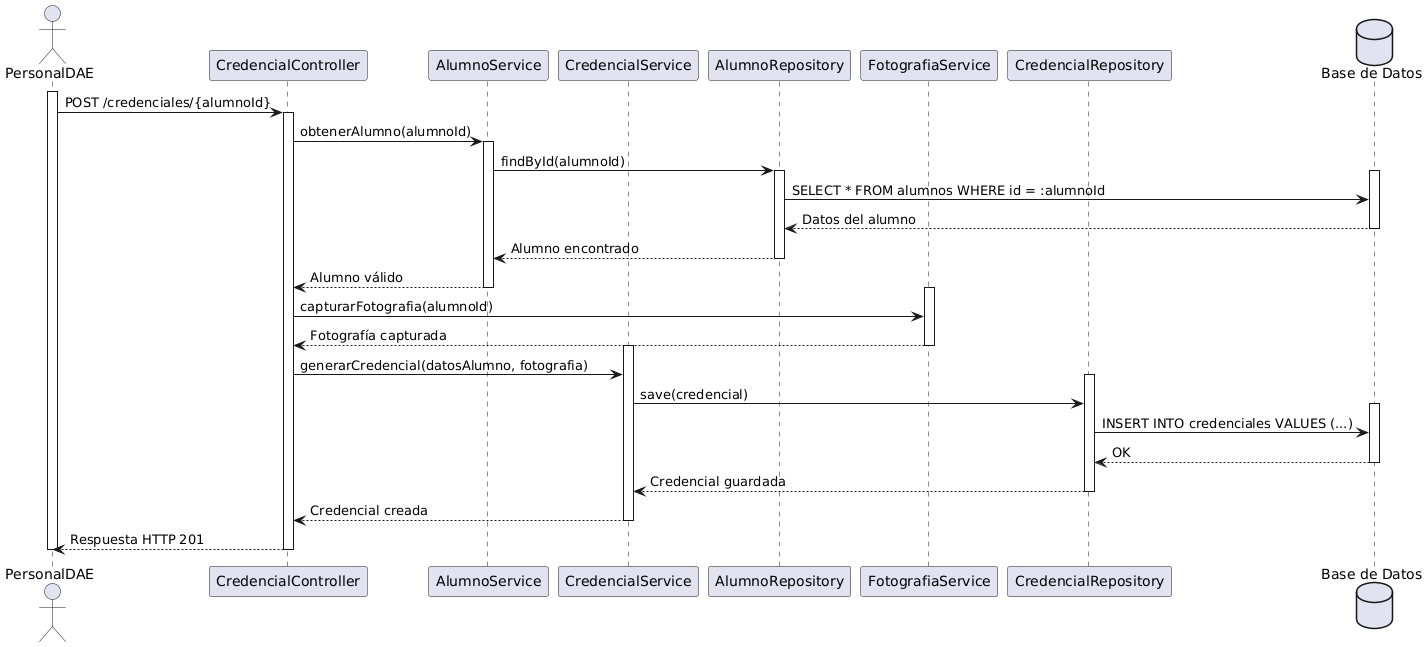 PersonalDAE
CredencialController
AlumnoService
CredencialService
AlumnoRepository
FotografiaService
CredencialRepository
Base de Datos
POST /credenciales/{alumnoId}
obtenerAlumno(alumnoId)
findById(alumnoId)
SELECT * FROM alumnos WHERE id = :alumnoId
Datos del alumno
Alumno encontrado
Alumno válido
capturarFotografia(alumnoId)
Fotografía capturada
generarCredencial(datosAlumno, fotografia)
save(credencial)
INSERT INTO credenciales VALUES (...)
OK
Credencial guardada
Credencial creada
Respuesta HTTP 201
PersonalDAE
CredencialController
AlumnoService
CredencialService
AlumnoRepository
FotografiaService
CredencialRepository
Base de Datos